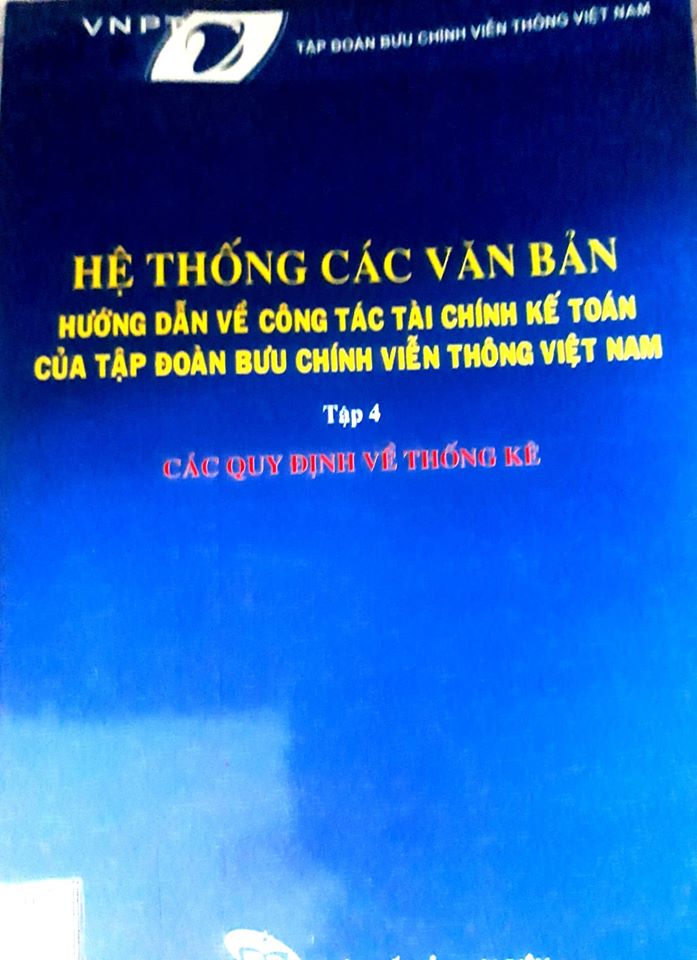 VNPT
TẬP ĐOÀN BƯU CHÍNH VIỄN THÔNG VIỆT NAM
HỆ THỐNG CÁC VĂN BẢN
HƯỚNG DẪN VỀ CÔNG TÁC TÀI CHÍNH KẾ TOÁN
CỦA TẬP ĐOÀN BƯU CHÍNH VIỄN THÔNG VIỆT NAM
Tập 4
CÁC QUY ĐỊNH VỀ THỐNG KÊ